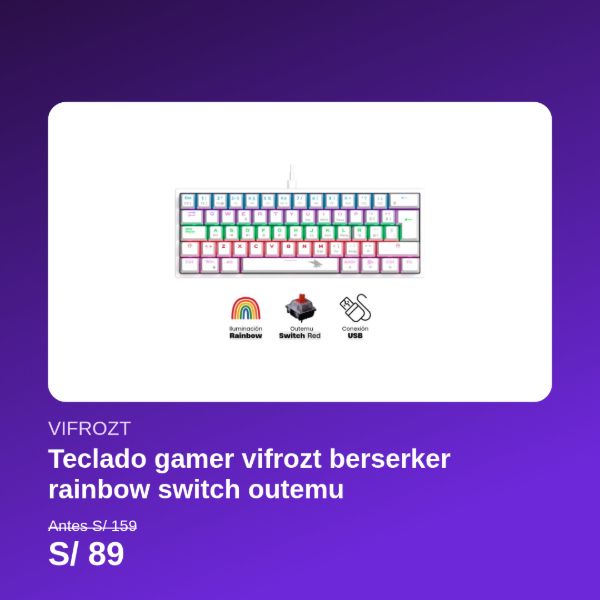 Iluminación
Rainbow
Outemu
Switch Red
Conexión
USB
VIFROZT
Teclado gamer vifrozt berserker
rainbow switch outemu
Antes S/ 159
S/ 89